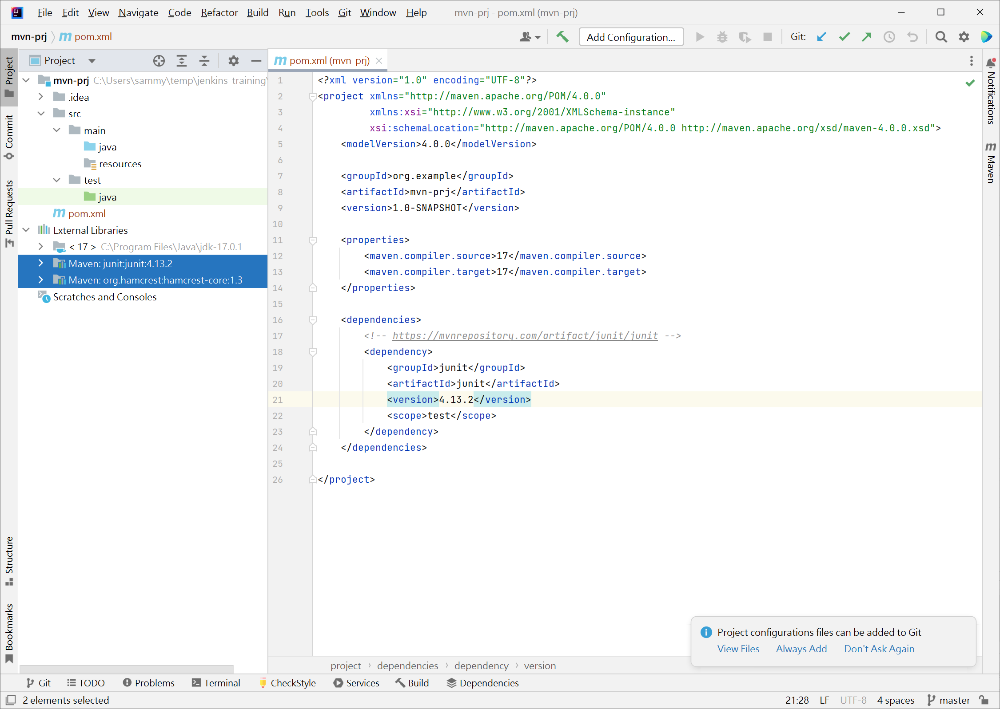 File Edit View Navigate Code Refactor Build Run Tools Git Window Help mvn-prj - pom.xml (mvn-prj)
mvn-prj pom.xml Add Configuration... Git:
Project
Commit
Pull Requests
Structure
Bookmarks
Project
mvn-prj C:\Users\sammy\temp\jenkins-training\
.idea
src
main
java
resources
test
java
pom.xml
External Libraries
< 17 > C:\Program Files\Java\jdk-17.0.1
Maven: junit:junit:4.13.2
Maven: org.hamcrest:hamcrest-core:1.3
Scratches and Consoles
pom.xml (mvn-prj)
1 <?xml version="1.0" encoding="UTF-8"?>
2 <project xmlns="http://maven.apache.org/POM/4.0.0"
3 xmlns:xsi="http://www.w3.org/2001/XMLSchema-instance"
4 xsi:schemaLocation="http://maven.apache.org/POM/4.0.0 http://maven.apache.org/xsd/maven-4.0.0.xsd">
5 <modelVersion>4.0.0</modelVersion>
6
7 <groupId>org.example</groupId>
8 <artifactId>mvn-prj</artifactId>
9 <version>1.0-SNAPSHOT</version>
10
11 <properties>
12 <maven.compiler.source>17</maven.compiler.source>
13 <maven.compiler.target>17</maven.compiler.target>
14 </properties>
15
16 <dependencies>
17 <!-- https://mvnrepository.com/artifact/junit/junit -->
18 <dependency>
19 <groupId>junit</groupId>
20 <artifactId>junit</artifactId>
21 <version>4.13.2</version>
22 <scope>test</scope>
23 </dependency>
24 </dependencies>
25
26 </project>
Notifications
Maven
Project configurations files can be added to Git
View Files Always Add Don't Ask Again
project › dependencies › dependency › version
Git TODO Problems Terminal CheckStyle Services Build Dependencies
2 elements selected 21:28 LF UTF-8 4 spaces master